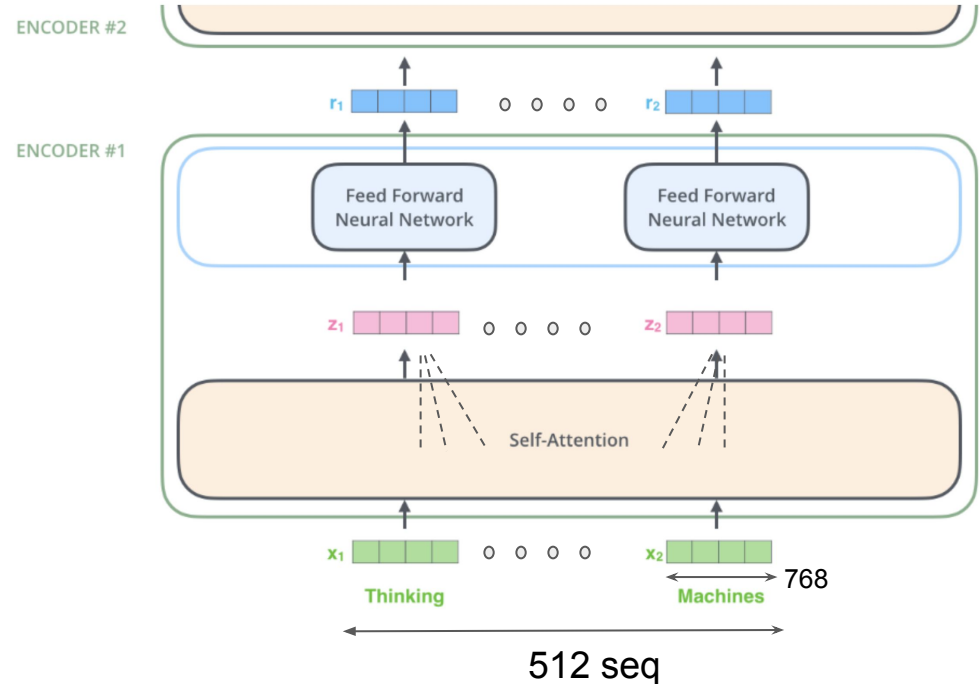 ENCODER #2
r₁
r₂
ENCODER #1
Feed Forward
Neural Network
Feed Forward
Neural Network
z₁
z₂
Self-Attention
x₁
x₂
768
Thinking
Machines
512 seq